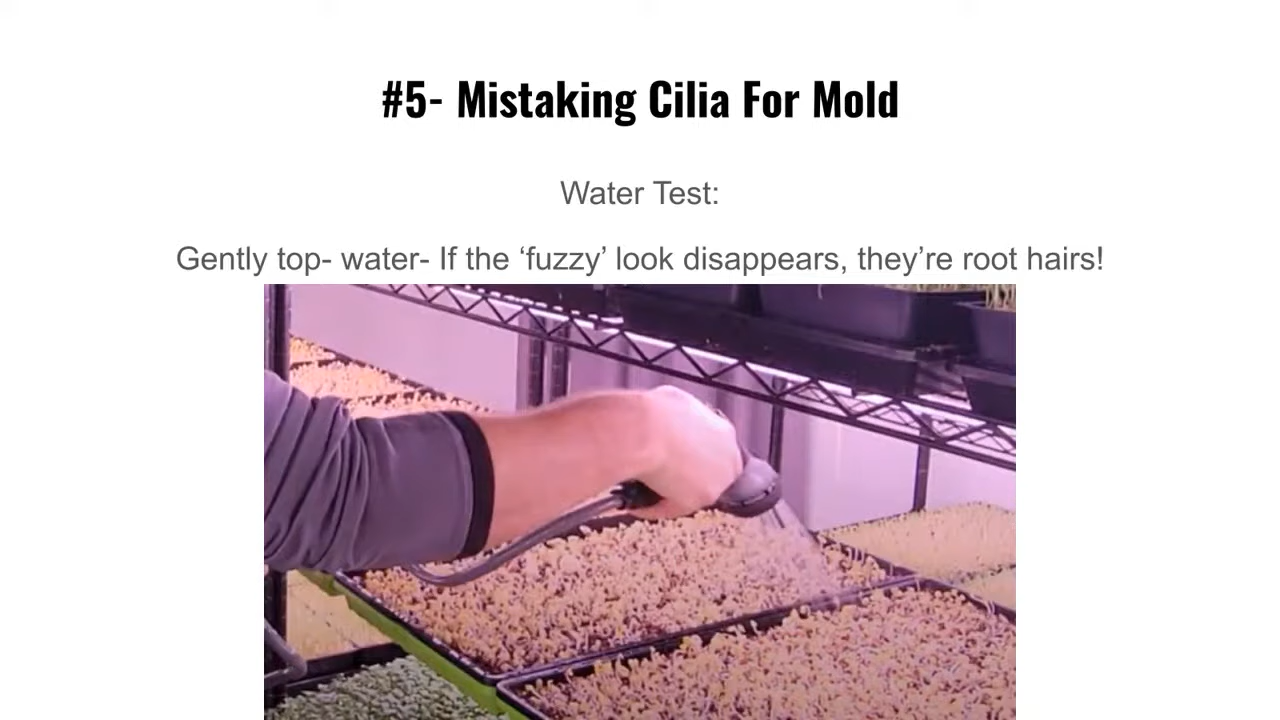 #5- Mistaking Cilia For Mold
Water Test:
Gently top- water- If the ‘fuzzy’ look disappears, they’re root hairs!